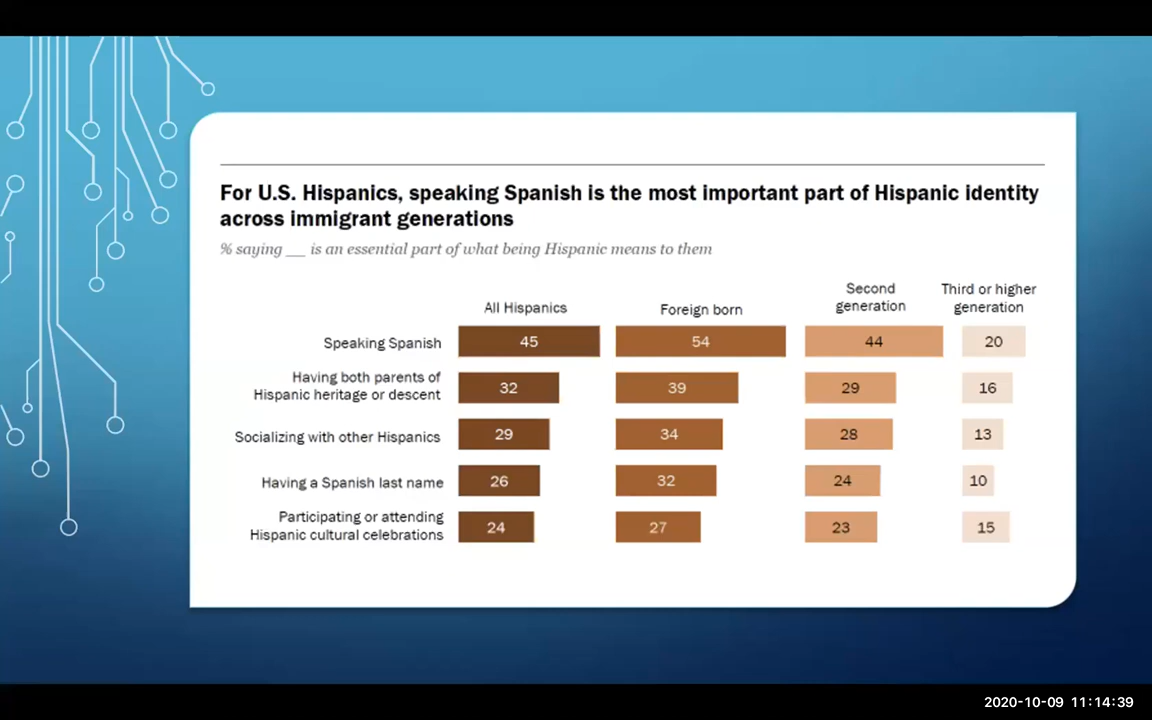 For U.S. Hispanics, speaking Spanish is the most important part of Hispanic identity
across immigrant generations
% saying __ is an essential part of what being Hispanic means to them
All Hispanics
Foreign born
Second
generation
Third or higher
generation
Speaking Spanish
45
54
44
20
Having both parents of
Hispanic heritage or descent
32
39
29
16
Socializing with other Hispanics
29
34
28
13
Having a Spanish last name
26
32
24
10
Participating or attending
Hispanic cultural celebrations
24
27
23
15
2020-10-09 11:14:39